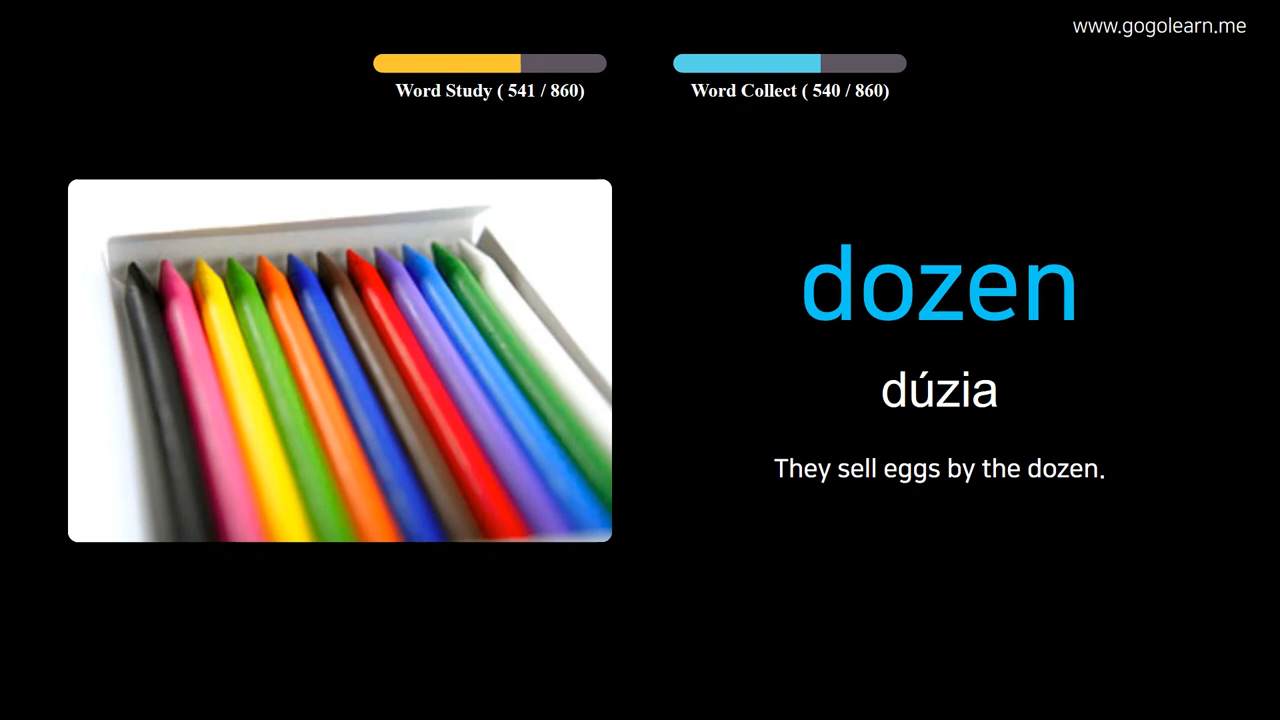 www.gogolearn.me
Word Study ( 541 / 860)
Word Collect ( 540 / 860)
dozen
dúzia
They sell eggs by the dozen.